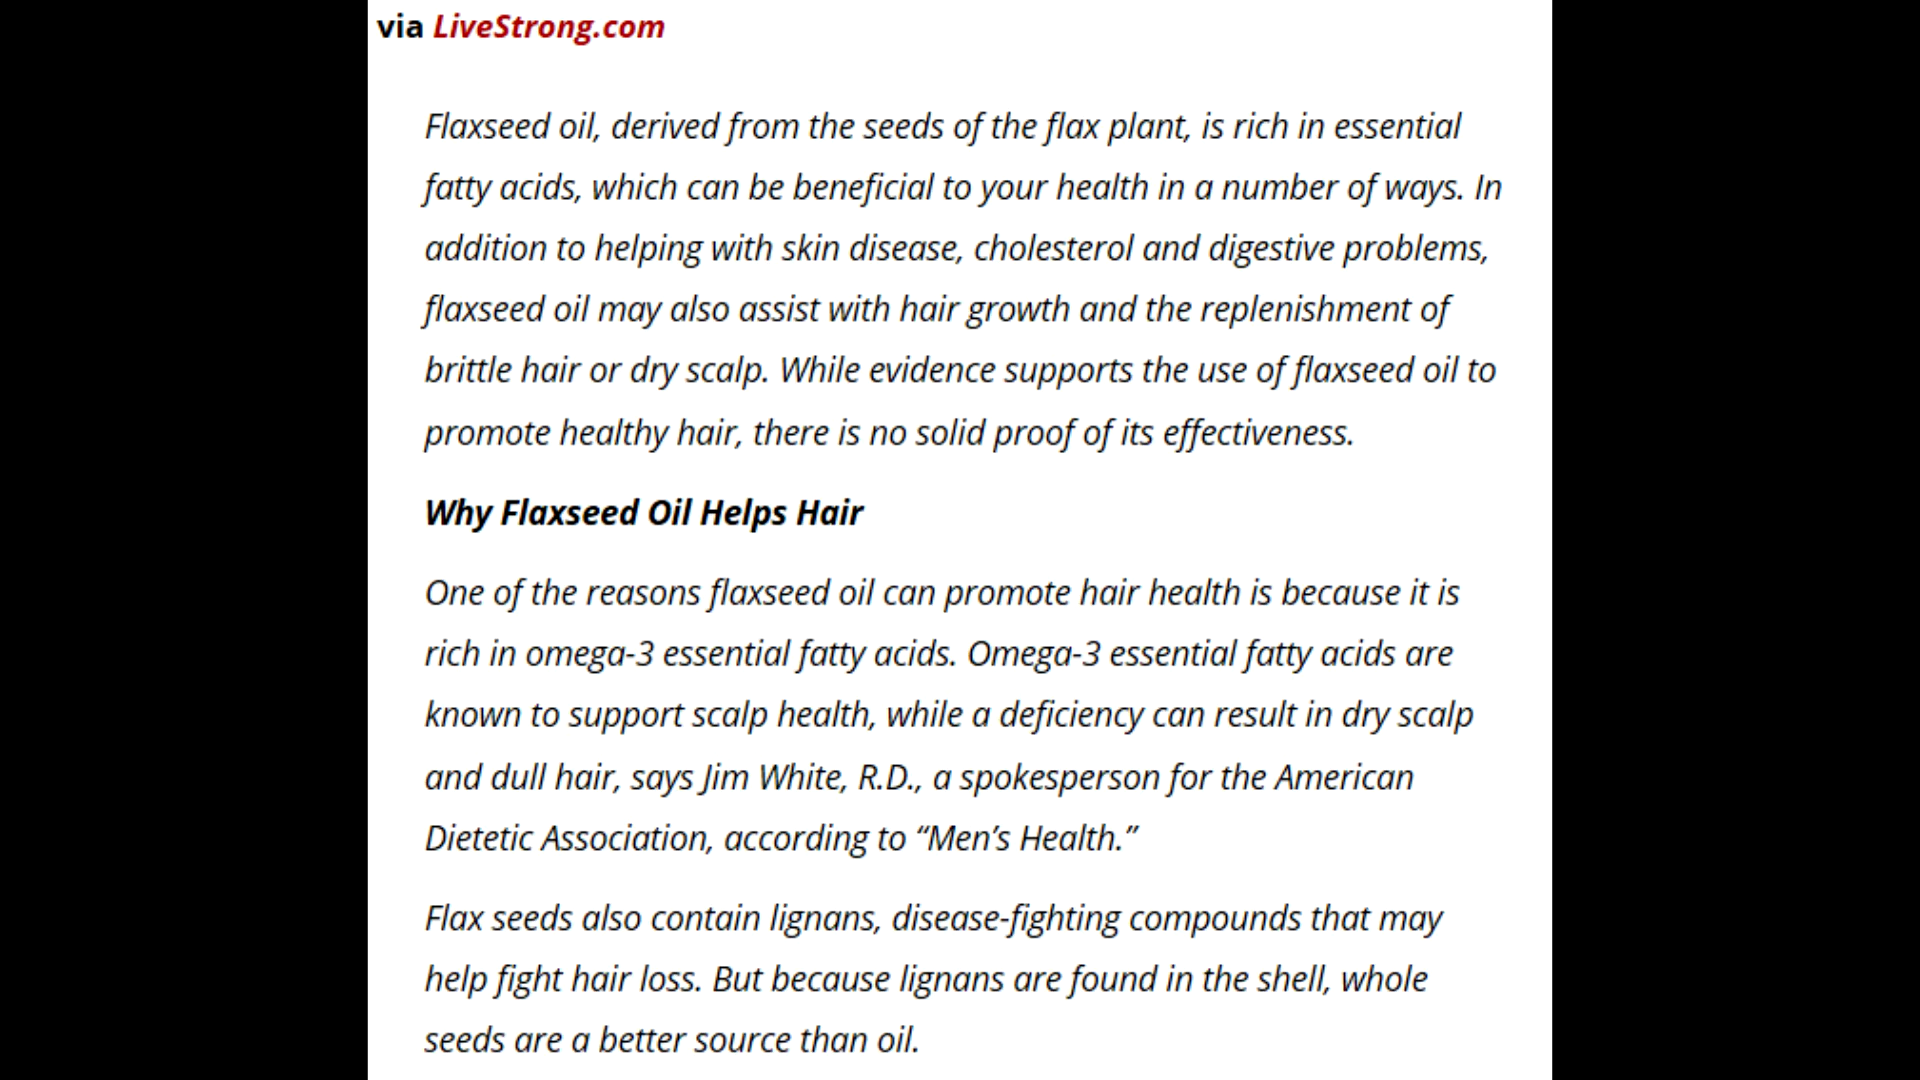 via LiveStrong.com
Flaxseed oil, derived from the seeds of the flax plant, is rich in essential
fatty acids, which can be beneficial to your health in a number of ways. In
addition to helping with skin disease, cholesterol and digestive problems,
flaxseed oil may also assist with hair growth and the replenishment of
brittle hair or dry scalp. While evidence supports the use of flaxseed oil to
promote healthy hair, there is no solid proof of its effectiveness.
Why Flaxseed Oil Helps Hair
One of the reasons flaxseed oil can promote hair health is because it is
rich in omega-3 essential fatty acids. Omega-3 essential fatty acids are
known to support scalp health, while a deficiency can result in dry scalp
and dull hair, says Jim White, R.D., a spokesperson for the American
Dietetic Association, according to “Men’s Health.”
Flax seeds also contain lignans, disease-fighting compounds that may
help fight hair loss. But because lignans are found in the shell, whole
seeds are a better source than oil.